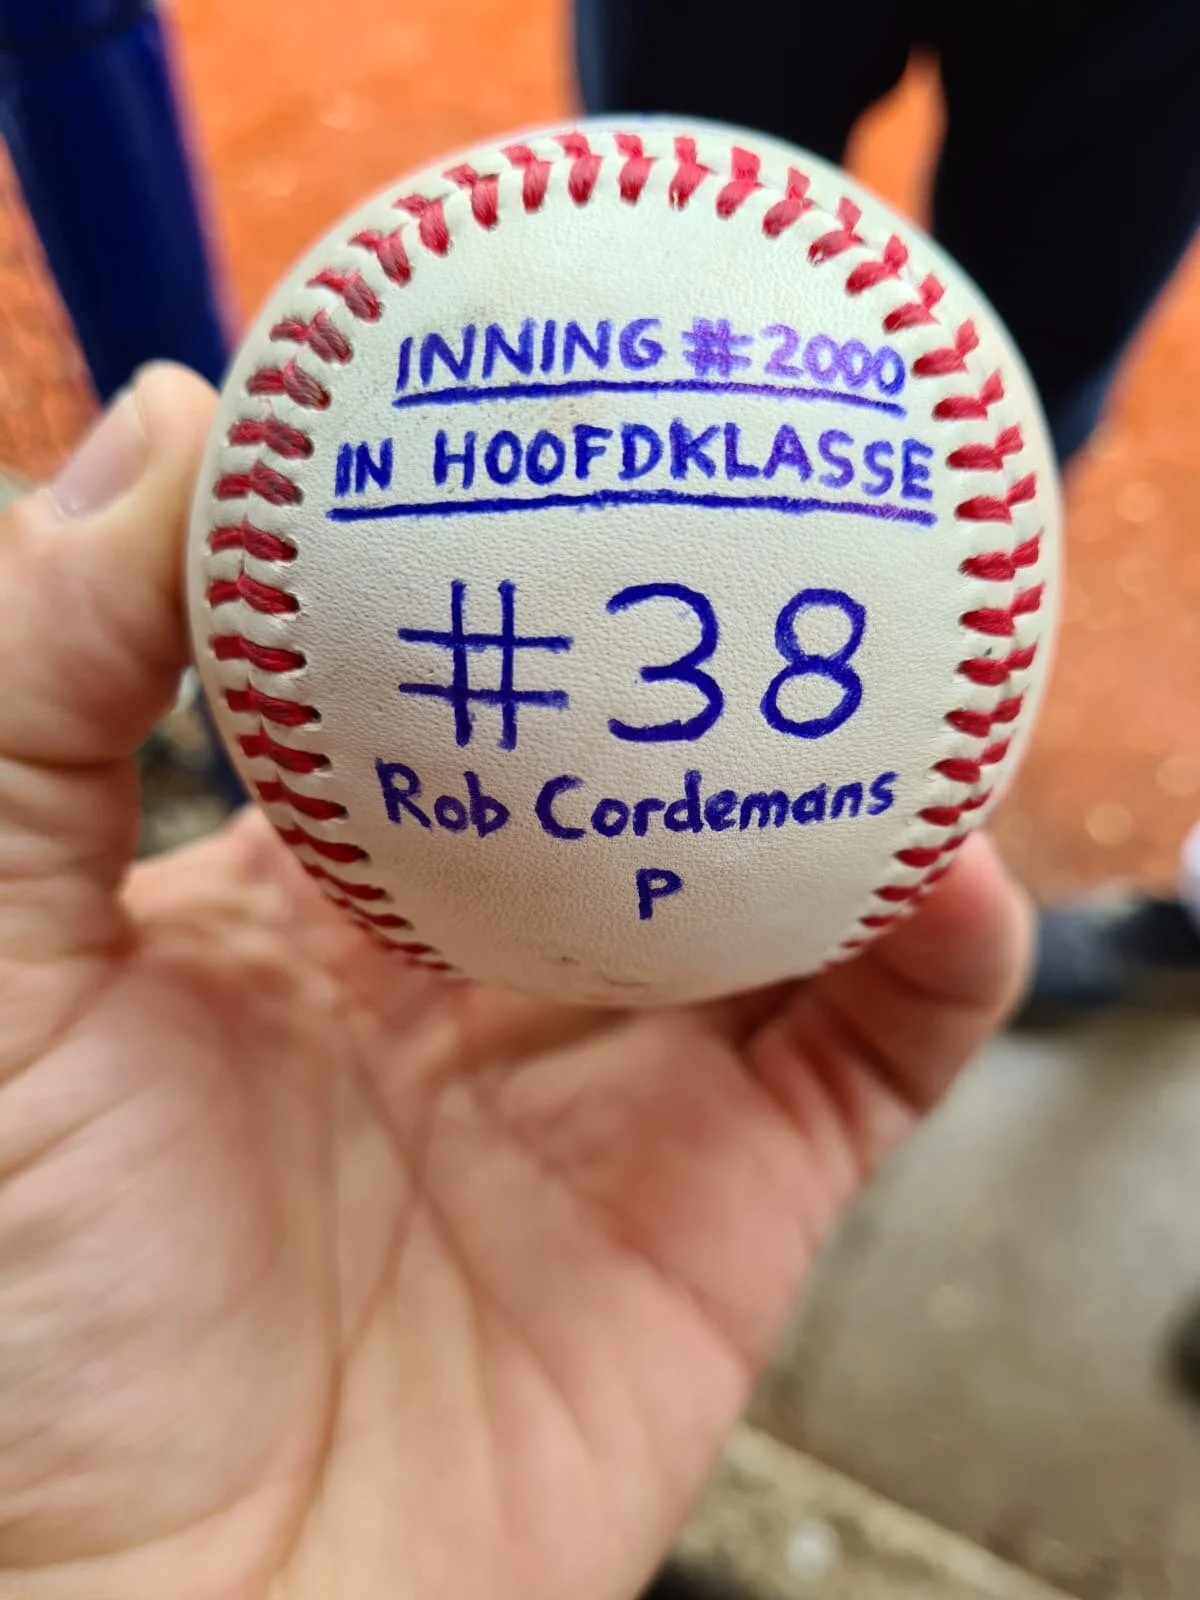 INNING #2000
IN HOOFDKLASSE
#38
Rob Cordemans
P